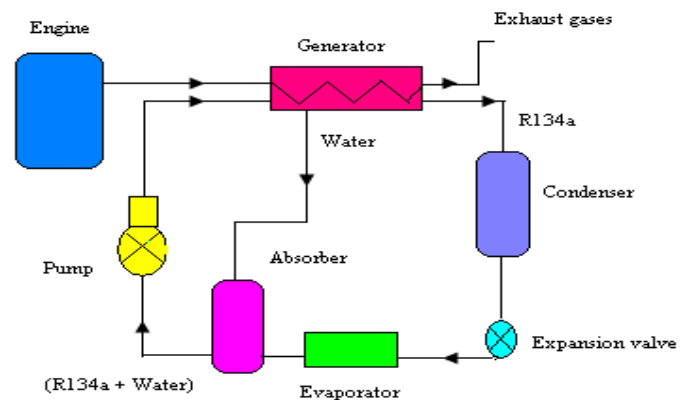 Exhaust gases
Engine
Generator
R134a
Water
Condenser
Absorber
Pump
Expansion valve
(R134a + Water)
Evaporator